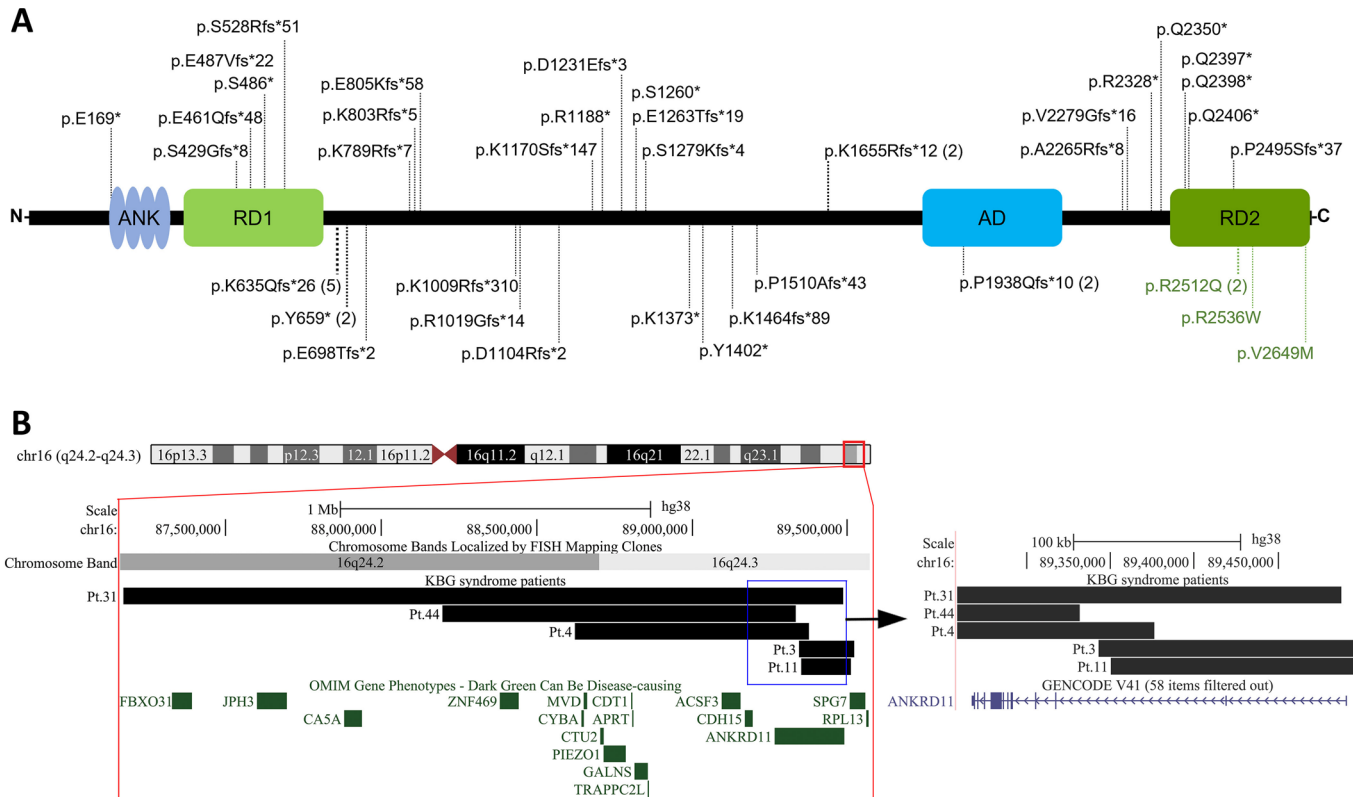 A
p.S528Rfs*51
p.Q2350*
p.E487Vfs*22
p.D1231Efs*3
p.Q2397*
p.S486*
p.E805Kfs*58
p.S1260*
p.R2328*
p.Q2398*
p.E169*
p.E461Qfs*48
p.K803Rfs*5
p.R1188*
p.E1263Tfs*19
p.V2279Gfs*16
p.Q2406*
p.S429Gfs*8
p.K789Rfs*7
p.K1170Sfs*147
p.S1279Kfs*4
p.K1655Rfs*12 (2)
p.A2265Rfs*8
p.P2495Sfs*37
N- ANK RD1 AD RD2 -C
p.K635Qfs*26 (5)
p.K1009Rfs*310
p.P1510Afs*43
p.P1938Qfs*10 (2)
p.R2512Q (2)
p.Y659* (2)
p.R1019Gfs*14
p.K1373*
p.K1464fs*89
p.R2536W
p.E698Tfs*2
p.D1104Rfs*2
p.Y1402*
p.V2649M
B
chr16 (q24.2-q24.3) 16p13.3 p12.3 12.1 16p11.2 16q11.2 q12.1 16q21 22.1 q23.1
Scale 1 Mb hg38
chr16: 87,500,000 88,000,000 88,500,000 89,000,000 89,500,000
Chromosome Bands Localized by FISH Mapping Clones
Chromosome Band 16q24.2 16q24.3
KBG syndrome patients
Pt.31
Pt.44
Pt.4
Pt.3
Pt.11
OMIM Gene Phenotypes - Dark Green Can Be Disease-causing
FBXO31 JPH3 ZNF469 MVD CDT1 ACSF3 SPG7
CA5A CYBA APRT CDH15 RPL13
CTU2 ANKRD11
PIEZO1
GALNS
TRAPPC2L
Scale 100 kb hg38
chr16: 89,350,000 89,400,000 89,450,000
KBG syndrome patients
Pt.31
Pt.44
Pt.4
Pt.3
Pt.11
GENCODE V41 (58 items filtered out)
ANKRD11